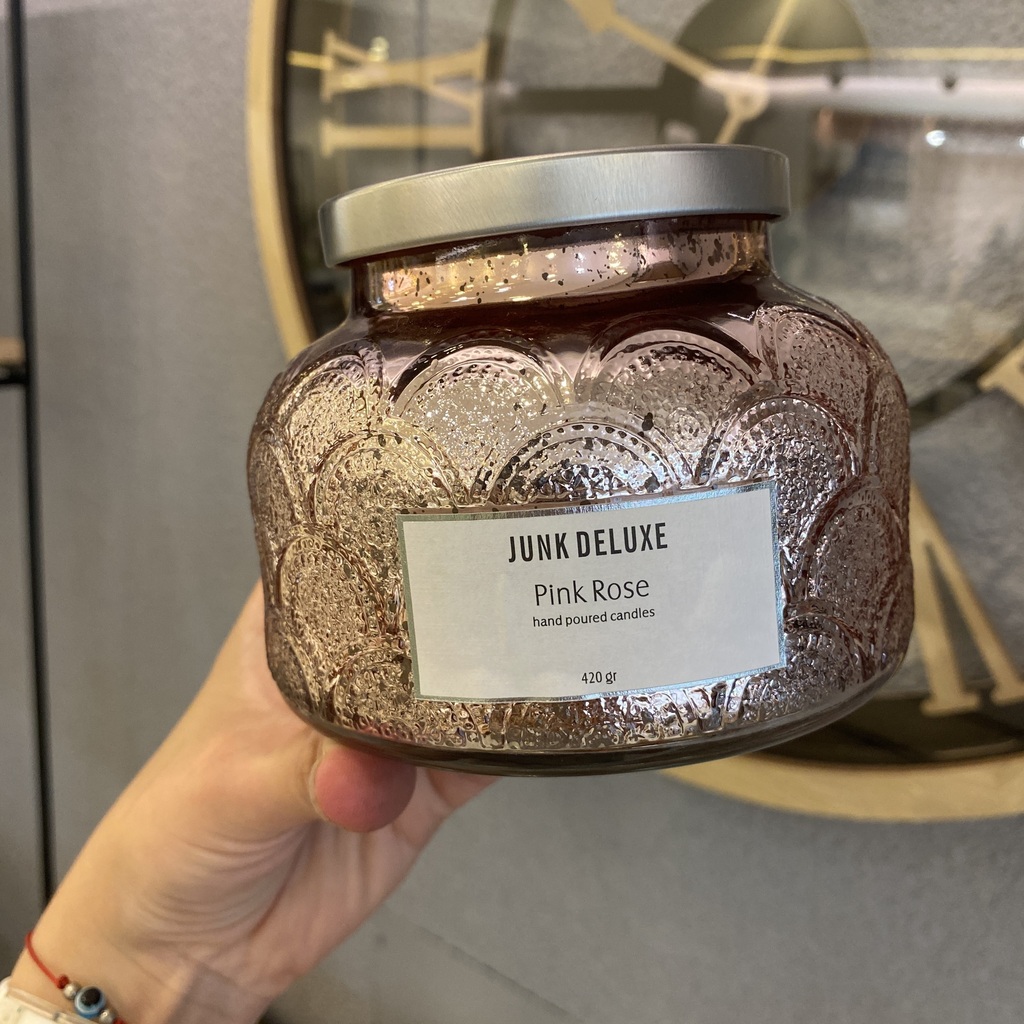 JUNK DELUXE
Pink Rose
hand poured candles
420 gr